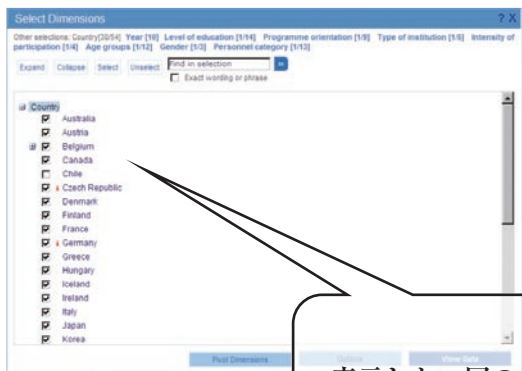 Select Dimensions
? X
Other selections: Country[30/54] Year [10] Level of education [1/14] Programme orientation [1/9] Type of institution [1/5] Intensity of
participation [1/4] Age groups [1/12] Gender [1/3] Personnel category [1/13]
Expand Collapse Select Unselect Find in selection
Exact wording or phrase
Country
Australia
Austria
Belgium
Canada
Chile
Czech Republic
Denmark
Finland
France
Germany
Greece
Hungary
Iceland
Ireland
Italy
Japan
Korea
Pivot Dimensions Options View Data